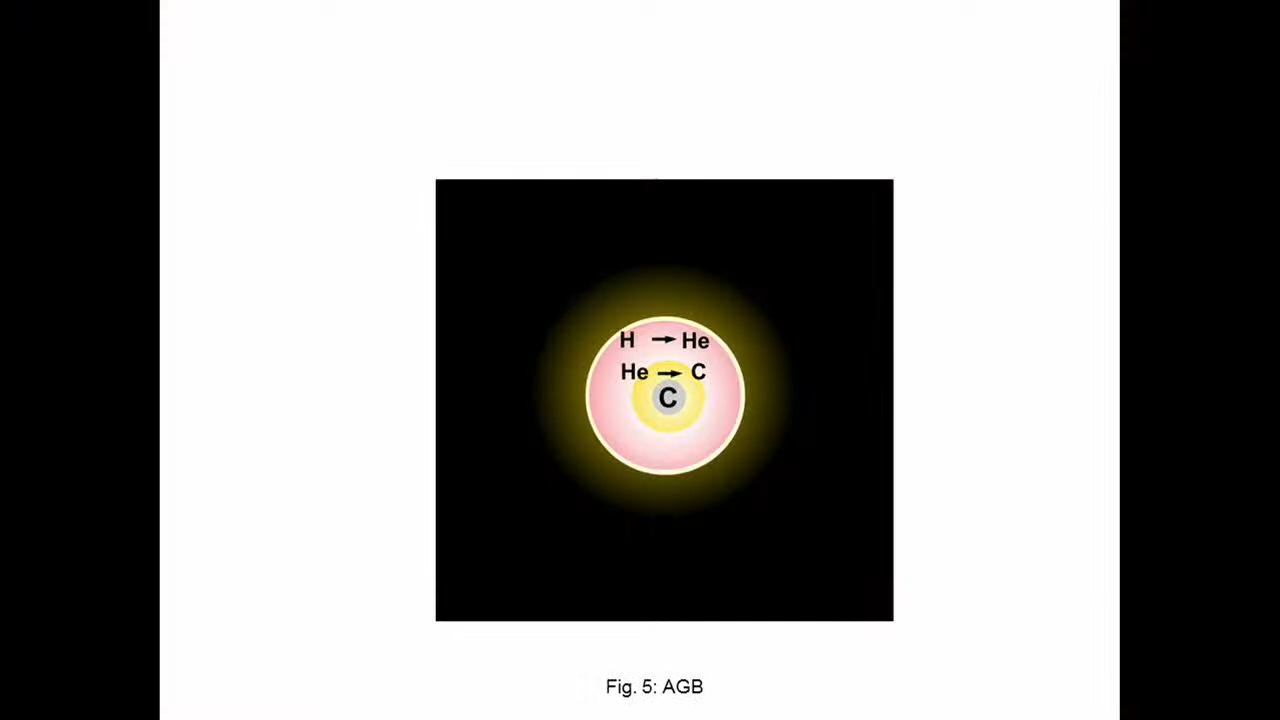 H → He
He → C
C
Fig. 5: AGB